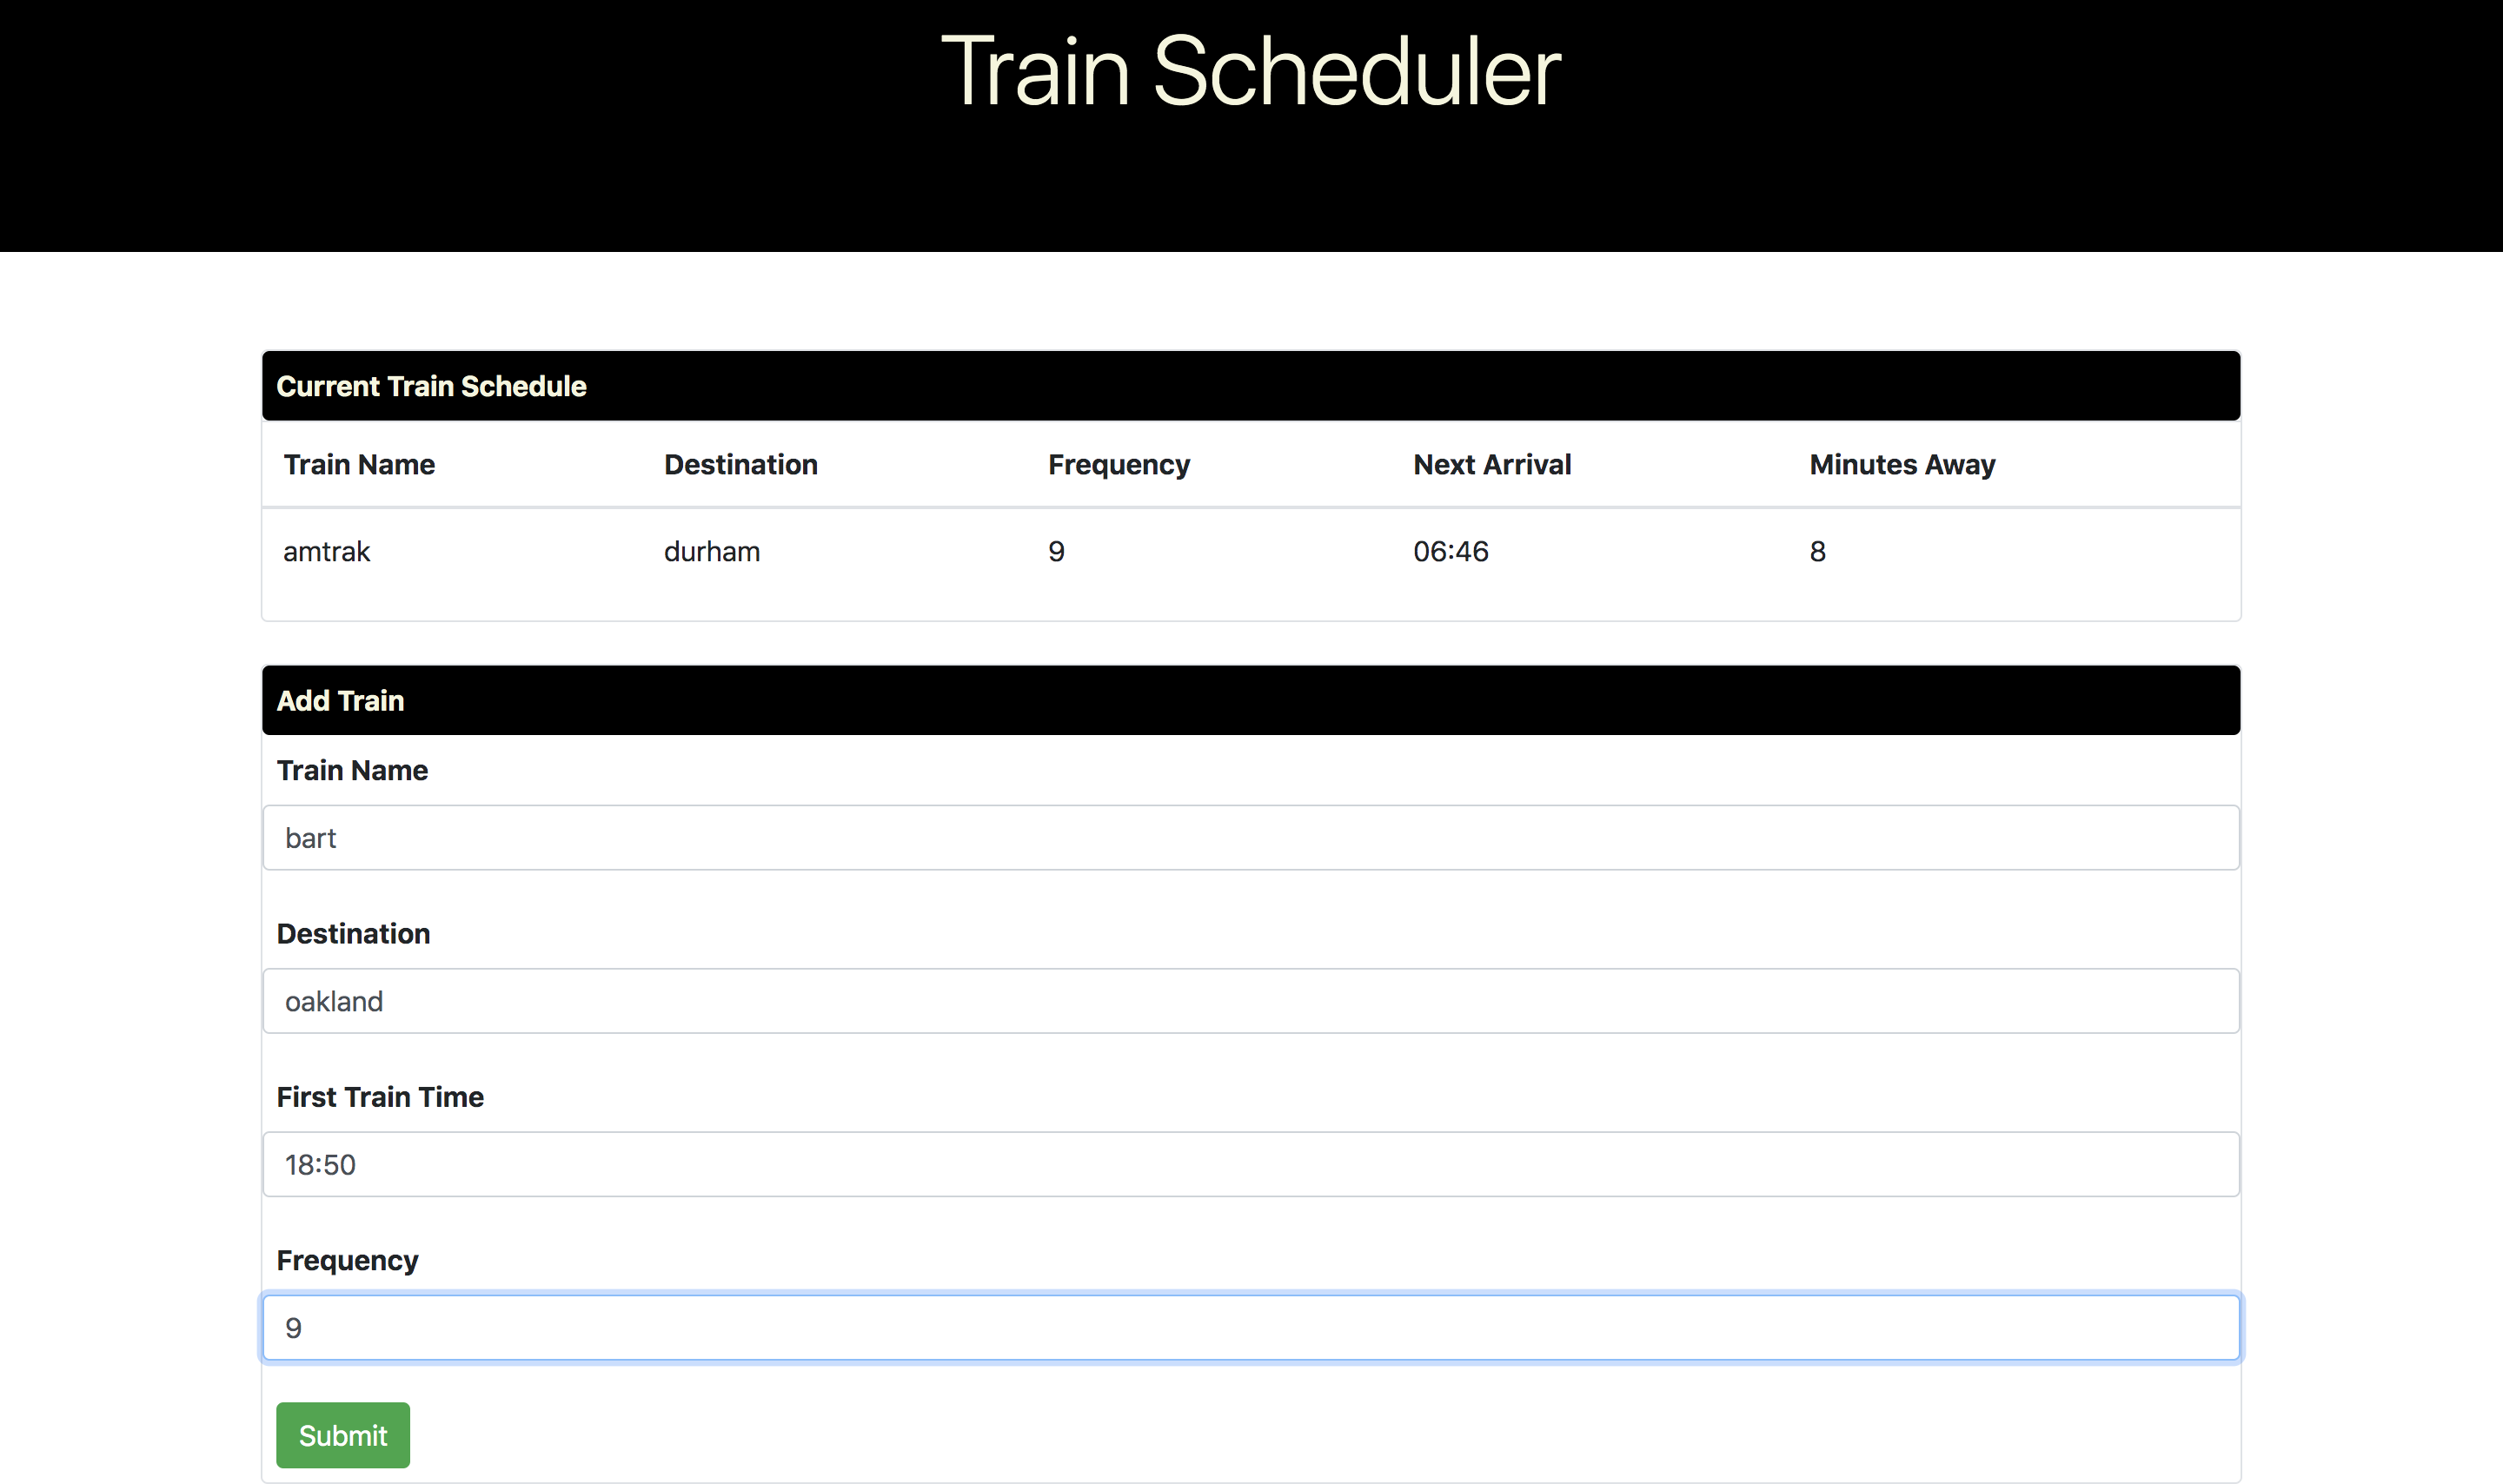 Train Scheduler
Current Train Schedule
Train Name Destination Frequency Next Arrival Minutes Away
amtrak durham 9 06:46 8
Add Train
Train Name
bart
Destination
oakland
First Train Time
18:50
Frequency
9
Submit